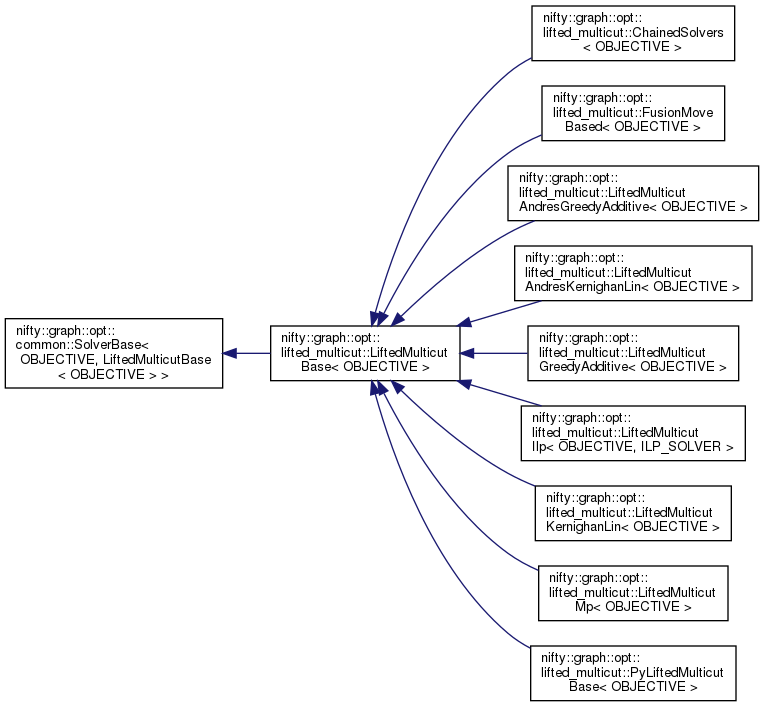 nifty::graph::opt::
lifted_multicut::ChainedSolvers
< OBJECTIVE >
nifty::graph::opt::
lifted_multicut::FusionMove
Based< OBJECTIVE >
nifty::graph::opt::
lifted_multicut::LiftedMulticut
AndresGreedyAdditive< OBJECTIVE >
nifty::graph::opt::
lifted_multicut::LiftedMulticut
AndresKernighanLin< OBJECTIVE >
nifty::graph::opt::
common::SolverBase<
OBJECTIVE, LiftedMulticutBase
< OBJECTIVE > >
nifty::graph::opt::
lifted_multicut::LiftedMulticut
Base< OBJECTIVE >
nifty::graph::opt::
lifted_multicut::LiftedMulticut
GreedyAdditive< OBJECTIVE >
nifty::graph::opt::
lifted_multicut::LiftedMulticut
Ilp< OBJECTIVE, ILP_SOLVER >
nifty::graph::opt::
lifted_multicut::LiftedMulticut
KernighanLin< OBJECTIVE >
nifty::graph::opt::
lifted_multicut::LiftedMulticut
Mp< OBJECTIVE >
nifty::graph::opt::
lifted_multicut::PyLiftedMulticut
Base< OBJECTIVE >